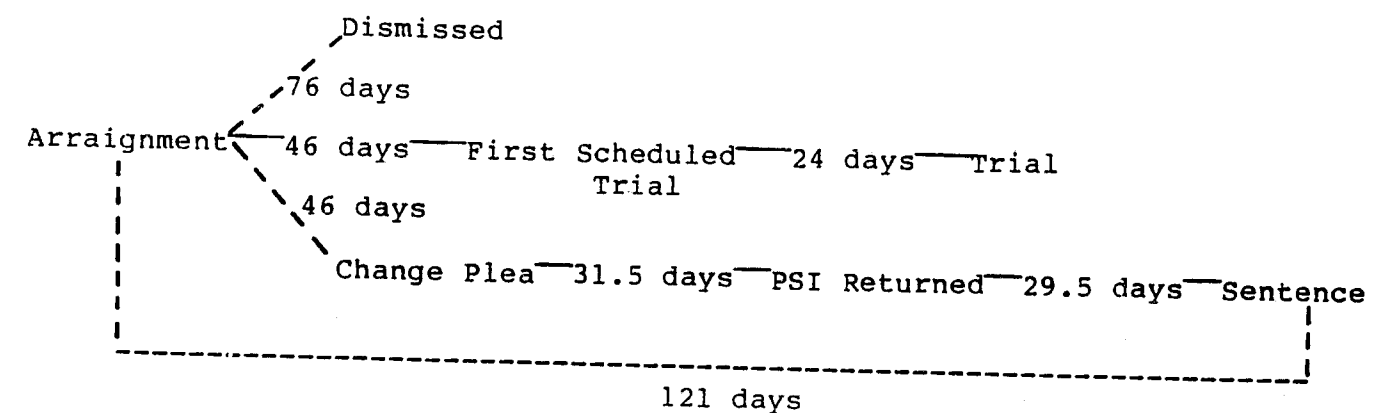 Dismissed
76 days
Arraignment 46 days First Scheduled 24 days Trial
Trial
46 days
Change Plea 31.5 days PSI Returned 29.5 days Sentence
121 days